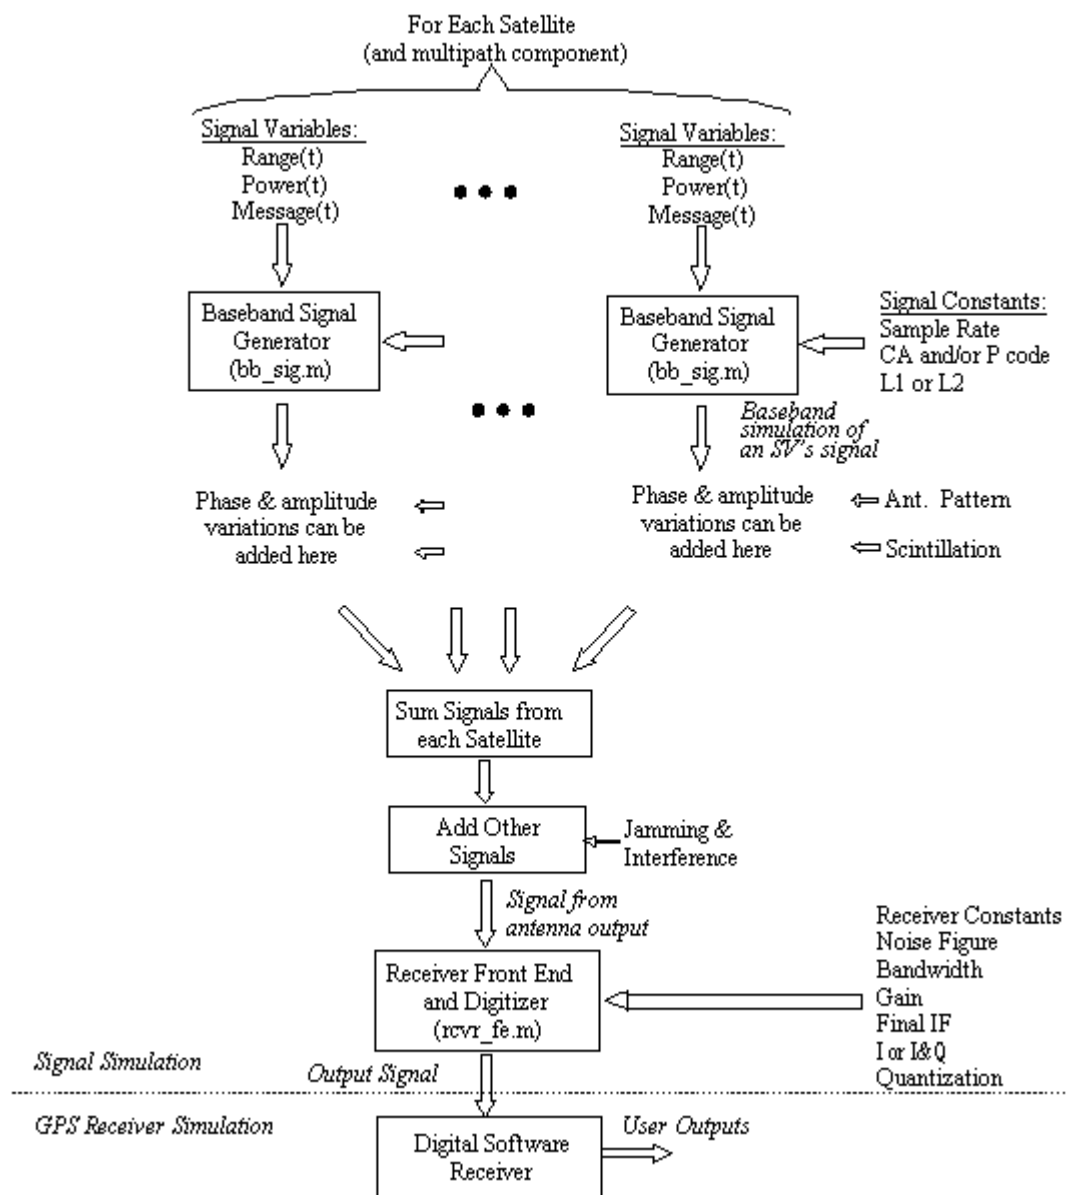 For Each Satellite
(and multipath component)
Signal Variables:
Range(t)
Power(t)
Message(t)
Signal Variables:
Range(t)
Power(t)
Message(t)
Baseband Signal
Generator
(bb_sig.m)
Baseband Signal
Generator
(bb_sig.m)
Signal Constants:
Sample Rate
CA and/or P code
L1 or L2
Baseband
simulation of
an SV's signal
Phase & amplitude
variations can be
added here
Phase & amplitude
variations can be
added here
Ant. Pattern
Scintillation
Sum Signals from
each Satellite
Add Other
Signals
Jamming &
Interference
Signal from
antenna output
Receiver Front End
and Digitizer
(rcvr_fe.m)
Receiver Constants
Noise Figure
Bandwidth
Gain
Final IF
I or I&Q
Quantization
Signal Simulation
Output Signal
GPS Receiver Simulation
Digital Software
Receiver
User Outputs